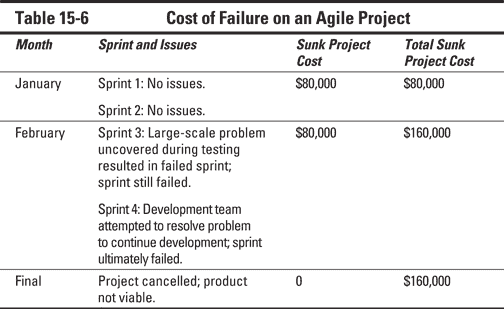 Table 15-6 Cost of Failure on an Agile Project
Month Sprint and Issues Sunk Project Cost Total Sunk Project Cost
January Sprint 1: No issues. $80,000 $80,000
Sprint 2: No issues.
February Sprint 3: Large-scale problem $80,000 $160,000
uncovered during testing
resulted in failed sprint;
sprint still failed.
Sprint 4: Development team
attempted to resolve problem
to continue development; sprint
ultimately failed.
Final Project cancelled; product 0 $160,000
not viable.